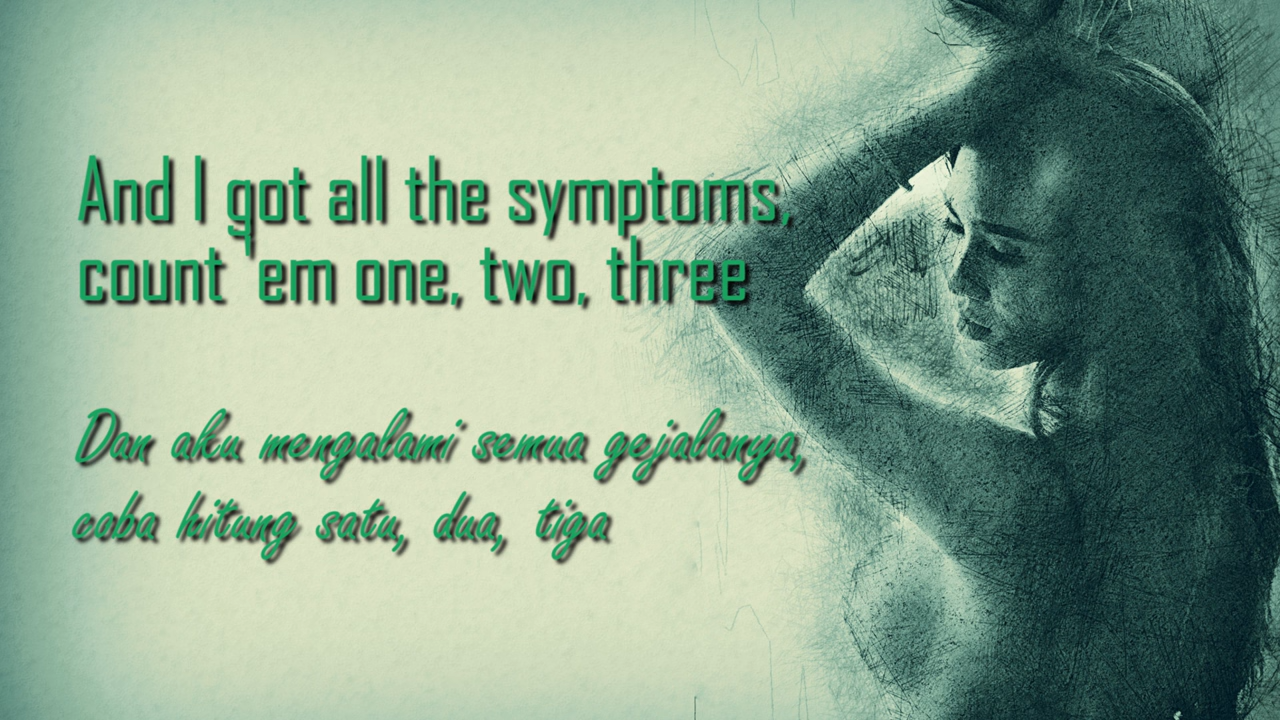 And I got all the symptoms,
count 'em one, two, three
Dan aku mengalami semua gejalanya,
coba hitung satu, dua, tiga